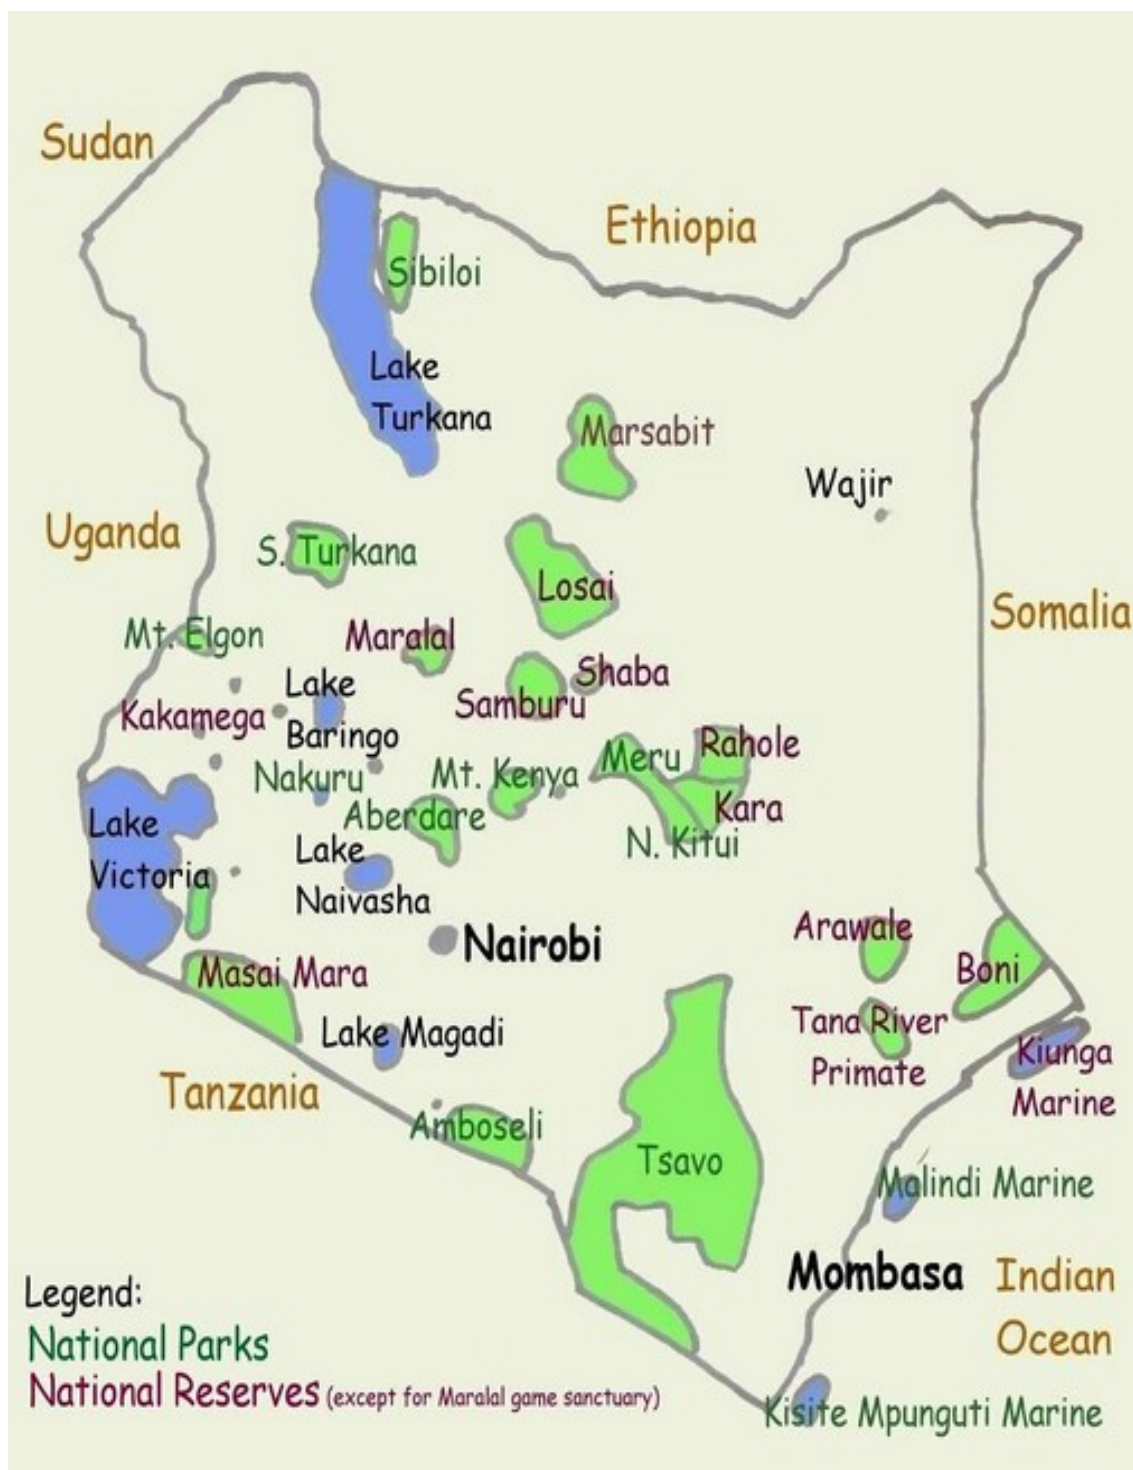 Sudan
Ethiopia
Sibiloi
Lake
Turkana
Marsabit
Wajir
Uganda
S. Turkana
Losai
Somalia
Mt. Elgon
Maralal
Shaba
Lake
Samburu
Kakamega
Baringo
Rahole
Meru
Nakuru
Mt. Kenya
Kara
Aberdare
Lake
N. Kitui
Lake
Victoria
Naivasha
Arawale
Nairobi
Boni
Masai Mara
Tana River
Primate
Lake Magadi
Kiunga
Marine
Tanzania
Amboseli
Tsavo
Malindi Marine
Mombasa
Indian
Ocean
Legend:
National Parks
National Reserves (except for Maralal game sanctuary)
Kisite Mpunguti Marine